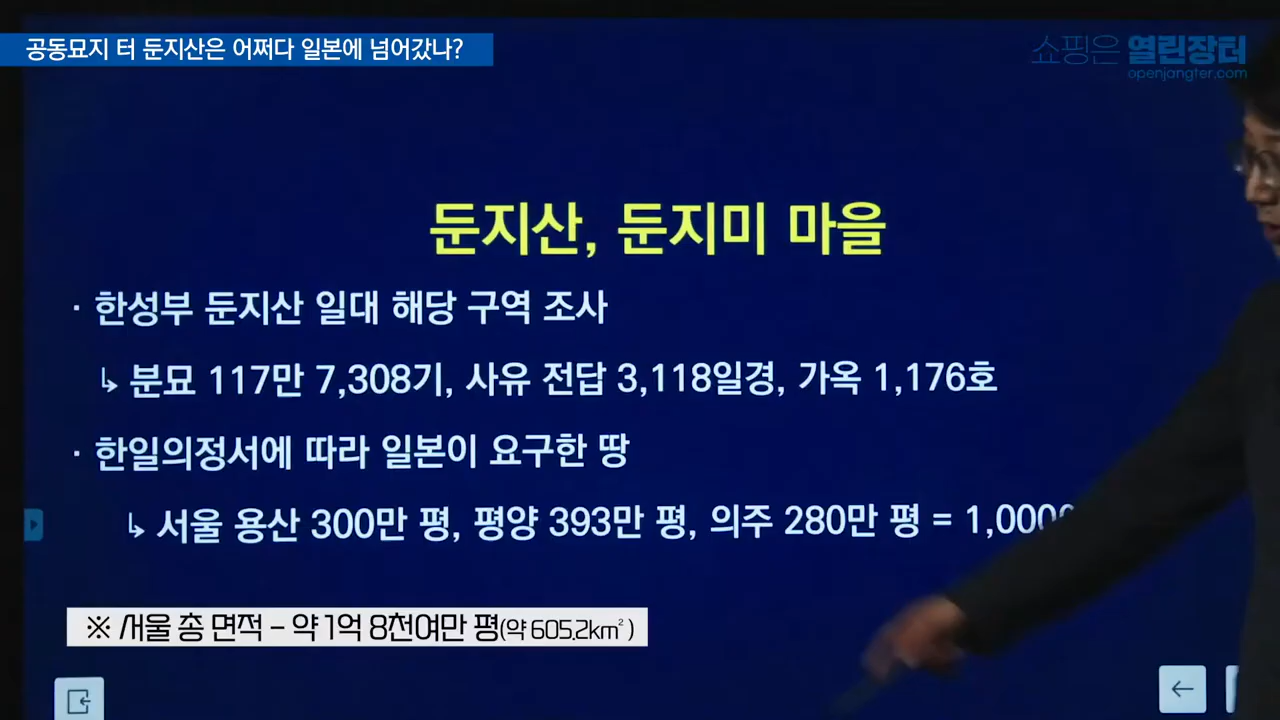 공동묘지 터 둔지산은 어쩌다 일본에 넘어갔나?
쇼핑은 열린장터
openjangter.com
둔지산, 둔지미 마을
· 한성부 둔지산 일대 해당 구역 조사
↳ 분묘 117만 7,308기, 사유 전답 3,118일경, 가옥 1,176호
· 한일의정서에 따라 일본이 요구한 땅
↳ 서울 용산 300만 평, 평양 393만 평, 의주 280만 평 = 1,000
※ 서울 총 면적 – 약 1억 8천여만 평(약 605.2km²)